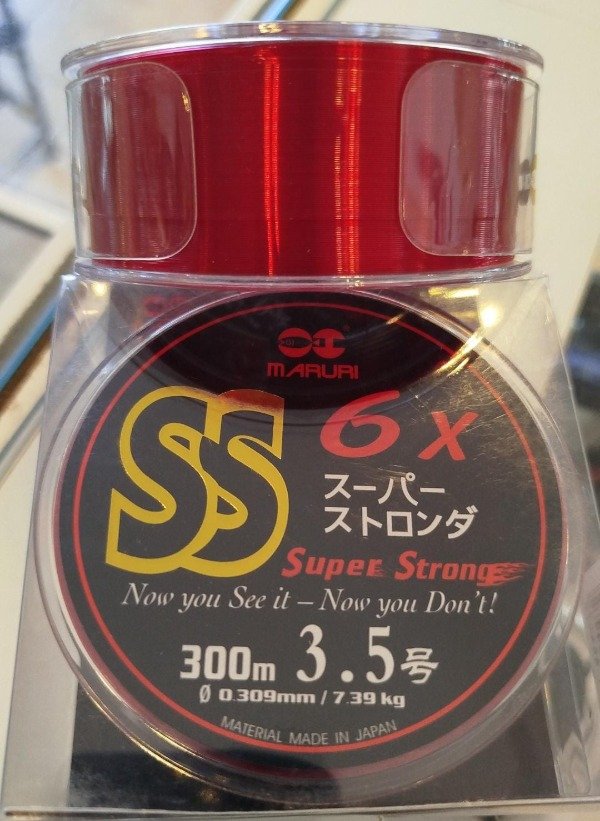 MARURI
SS 6x
スーパー
ストロンダ
Super Strong
Now you See it – Now you Don't!
300m 3.5号
Ø 0.309mm / 7.39 kg
MATERIAL MADE IN JAPAN